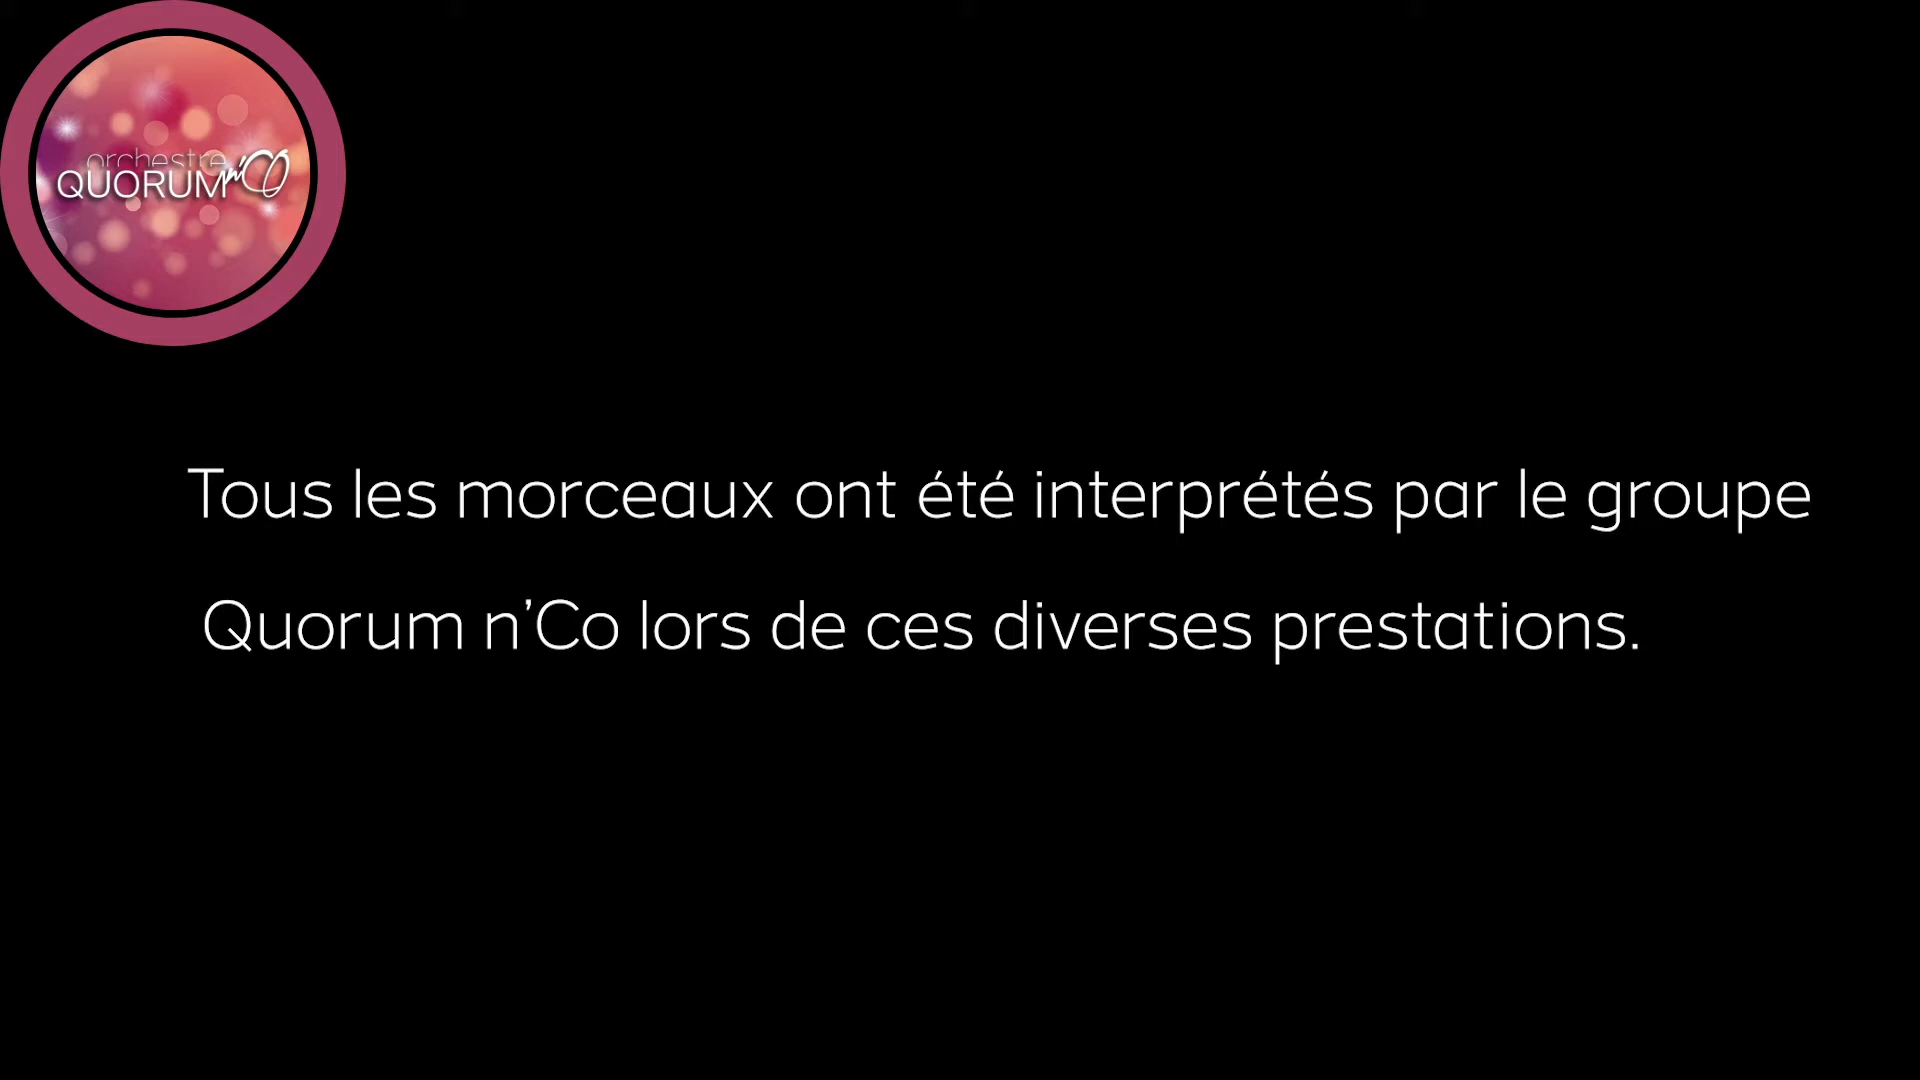 orchestre
QUORUM n'CO
Tous les morceaux ont été interprétés par le groupe
Quorum n’Co lors de ces diverses prestations.